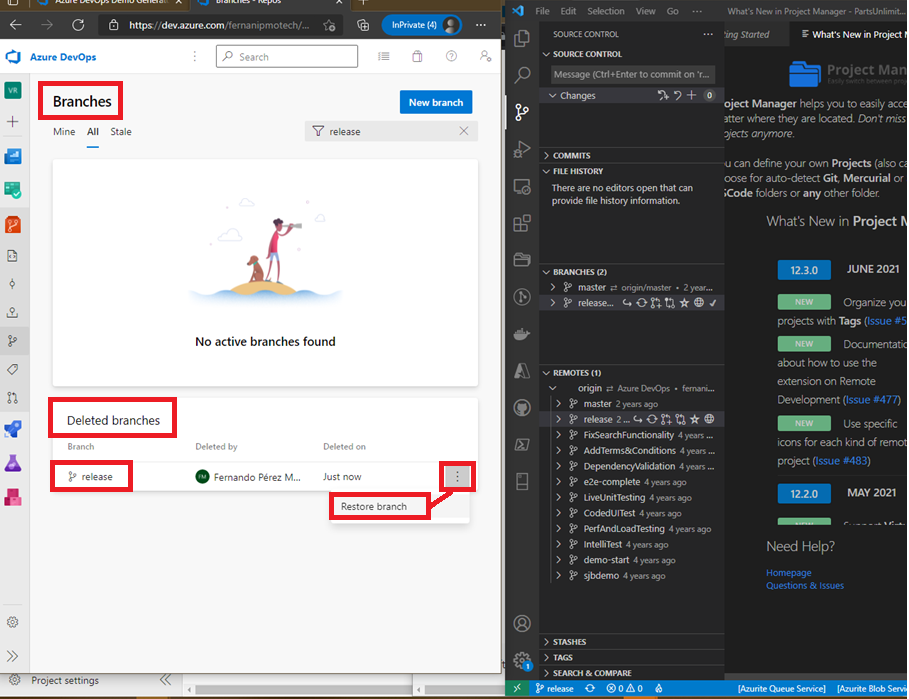 Azure DevOps Demo Generat
Branches - Repos
https://dev.azure.com/fernanipmotech/...
InPrivate (4)
Azure DevOps
Search
VR
Branches
New branch
Mine
All
Stale
release
No active branches found
Deleted branches
Branch
Deleted by
Deleted on
release
FM
Fernando Pérez M...
Just now
Restore branch
Project settings
File
Edit
Selection
View
Go
...
What's New in Project Manager - PartsUnlimit...
SOURCE CONTROL
SOURCE CONTROL
Message (Ctrl+Enter to commit on 'r...
Changes
0
COMMITS
FILE HISTORY
There are no editors open that can
provide file history information.
BRANCHES (2)
master ⇄ origin/master • 2 year...
release...
REMOTES (1)
origin ⇄ Azure DevOps • fernani...
master 2 years ago
release 2 ...
FixSearchFunctionality 4 years ...
AddTerms&Conditions 4 years ...
DependencyValidation 4 years ...
e2e-complete 4 years ago
LiveUnitTesting 4 years ago
CodedUITest 4 years ago
PerfAndLoadTesting 4 years ago
IntelliTest 4 years ago
demo-start 4 years ago
sjbdemo 4 years ago
STASHES
TAGS
SEARCH & COMPARE
ing Started
What's New in Project M
Project Man
Easily switch between proj
oject Manager helps you to easily acce
atter where they are located. Don't miss
ojects anymore.
u can define your own Projects (also ca
oose for auto-detect Git, Mercurial or
SCode folders or any other folder.
What's New in Project M
12.3.0
JUNE 2021
NEW
Organize you
projects with Tags (Issue #5
NEW
Documentatio
about how to use the
extension on Remote
Development (Issue #477)
NEW
Use specific
icons for each kind of remot
project (Issue #483)
12.2.0
MAY 2021
Need Help?
Homepage
Questions & Issues
1
release
0
0
[Azurite Queue Service]
[Azurite Blob Servi